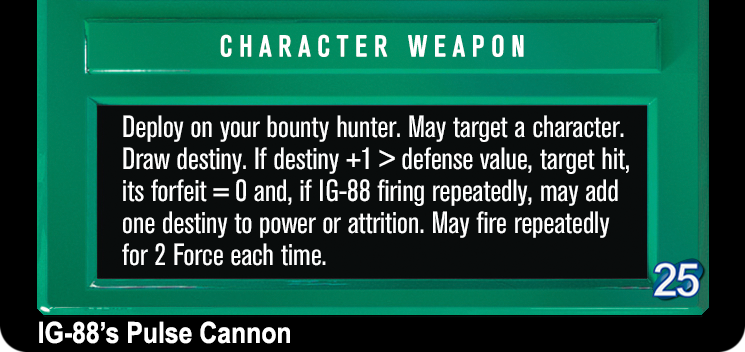 CHARACTER WEAPON
Deploy on your bounty hunter. May target a character.
Draw destiny. If destiny +1 > defense value, target hit,
its forfeit = 0 and, if IG-88 firing repeatedly, may add
one destiny to power or attrition. May fire repeatedly
for 2 Force each time.
25
IG-88’s Pulse Cannon